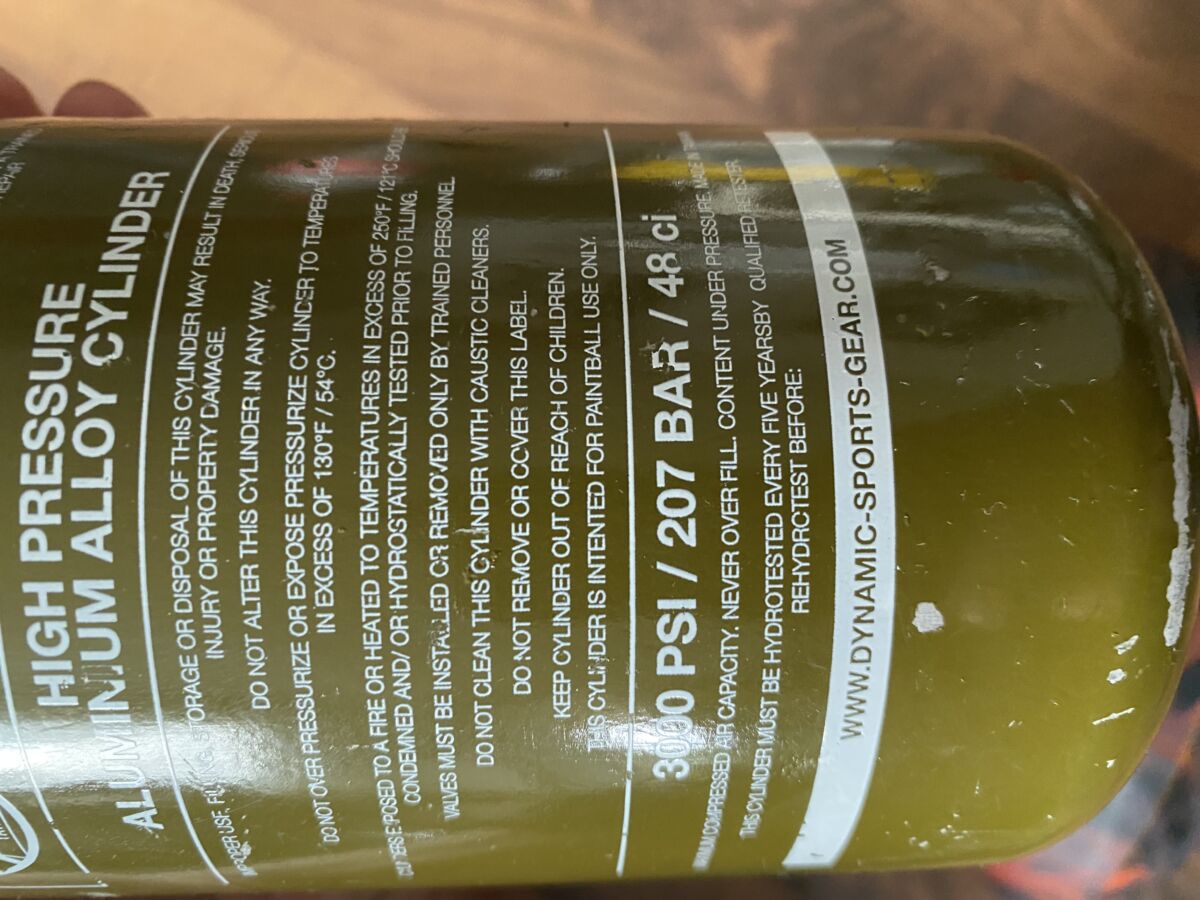 HIGH PRESSURE
ALUMINUM ALLOY CYLINDER
STORAGE OR DISPOSAL OF THIS CYLINDER MAY RESULT IN DEATH,
INJURY OR PROPERTY DAMAGE.
DO NOT ALTER THIS CYLINDER IN ANY WAY.
DO NOT OVER PRESSURIZE OR EXPOSE PRESSURIZE CYLINDER TO TEMPERATURES
IN EXCESS OF 130°F / 54°C.
EXPOSED TO A FIRE OR HEATED TO TEMPERATURES IN EXCESS OF 250°F / 121°C SHOULD
CONDEMNED AND/ OR HYDROSTATICALLY TESTED PRIOR TO FILLING.
VALVES MUST BE INSTALLED OR REMOVED ONLY BY TRAINED PERSONNEL
DO NOT CLEAN THIS CYLINDER WITH CAUSTIC CLEANERS.
DO NOT REMOVE OR COVER THIS LABEL.
KEEP CYLINDER OUT OF REACH OF CHILDREN.
THIS CYLINDER IS INTENTED FOR PAINTBALL USE ONLY.
3000 PSI / 207 BAR / 48 ci
COMPRESSED AIR CAPACITY. NEVER OVER FILL. CONTENT UNDER PRESSURE. MADE IN
THIS CYLINDER MUST BE HYDROTESTED EVERY FIVE YEARSBY QUALIFIED RETESTER
REHYDROTEST BEFORE:
WWW.DYNAMIC-SPORTS-GEAR.COM